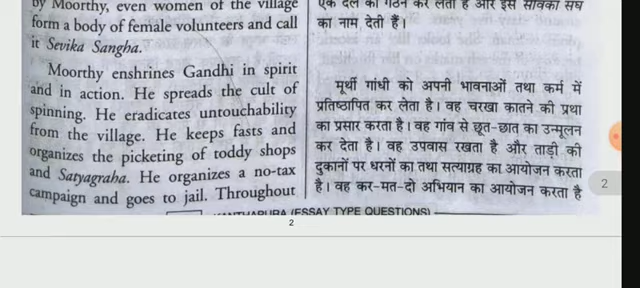 by Moorthy, even women of the village
form a body of female volunteers and call
it Sevika Sangha.
Moorthy enshrines Gandhi in spirit
and in action. He spreads the cult of
spinning. He eradicates untouchability
from the village. He keeps fasts and
organizes the picketing of toddy shops
and Satyagraha. He organizes a no-tax
campaign and goes to jail. Throughout
एक दल का गठन कर लेता है और इसे सेविका संघ
का नाम देती हैं।
मूर्थी गांधी को अपनी भावनाओं तथा कर्म में
प्रतिष्ठापित कर लेता है। वह चरखा कातने की प्रथा
का प्रसार करता है। वह गांव से छूत-छात का उन्मूलन
कर देता है। वह उपवास रखता है और ताड़ी की
दुकानों पर धरनों का तथा सत्याग्रह का आयोजन करता
है। वह कर-मत-दो अभियान का आयोजन करता है
(ESSAY TYPE QUESTIONS)
2
2